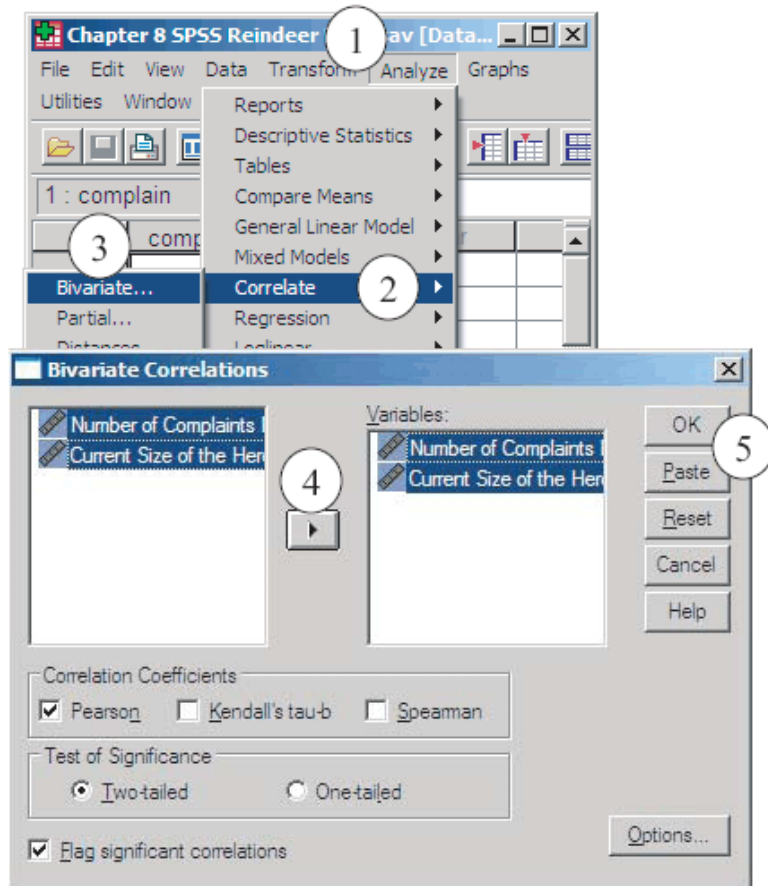 Chapter 8 SPSS Reindeer av [Data...
1
File Edit View Data Transform Analyze Graphs
Utilities Window
Reports
Descriptive Statistics
Tables
1 : complain
Compare Means
General Linear Model
3
comp
r
Mixed Models
Bivariate...
Correlate
2
Partial...
Regression
Distances
Loglinear
Bivariate Correlations
Variables:
Number of Complaints
Current Size of the Her
Number of Complaints
Current Size of the Her
4
OK
5
Paste
Reset
Cancel
Help
Correlation Coefficients
Pearson Kendall's tau-b Spearman
Test of Significance
Two-tailed One-tailed
Flag significant correlations
Options...